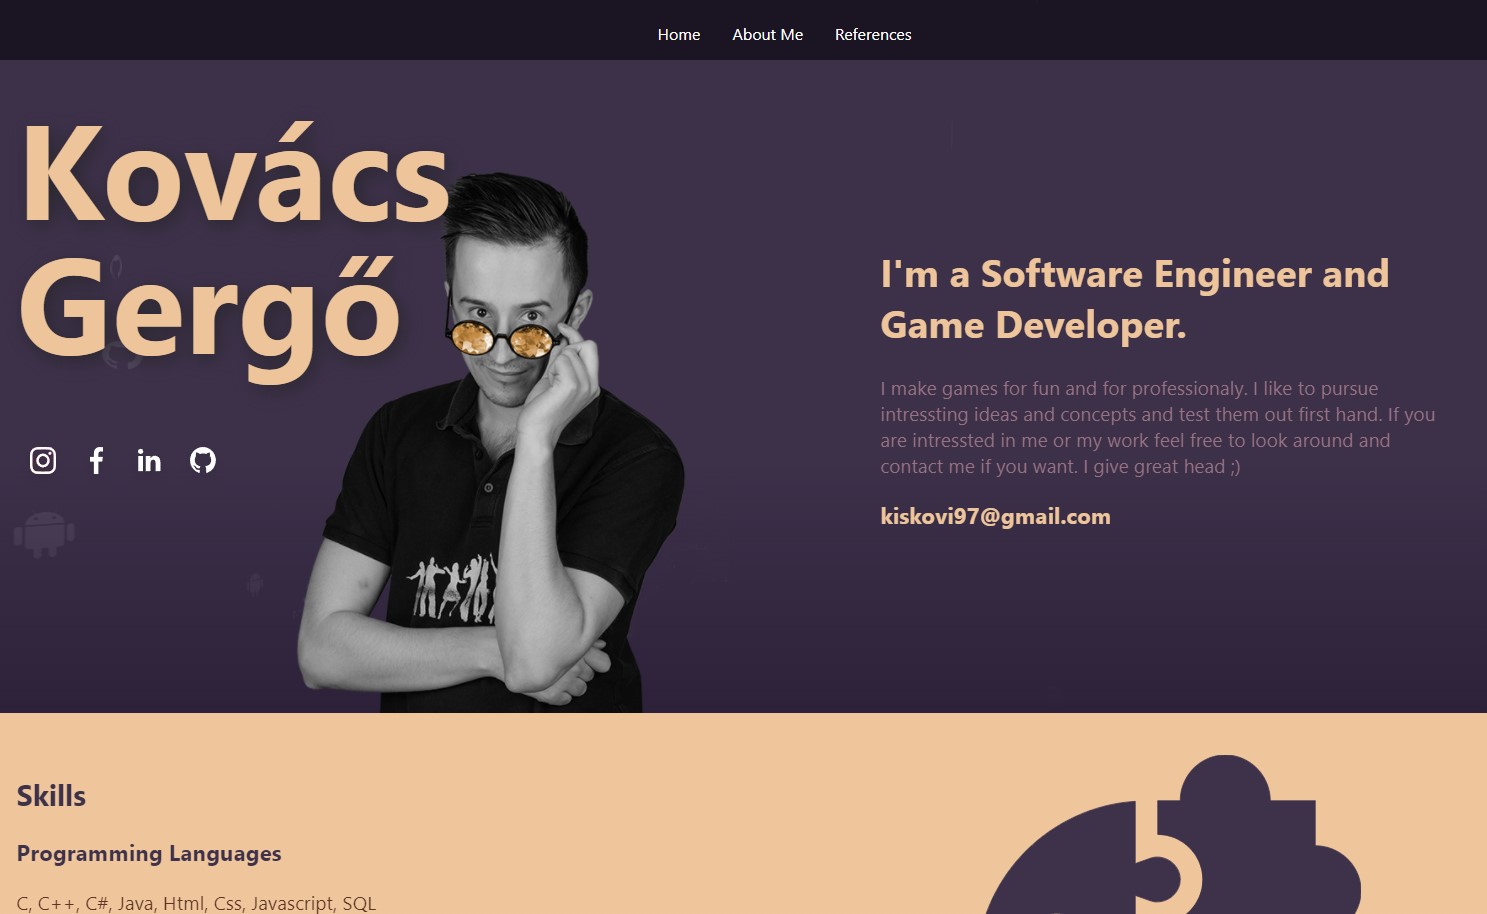 Home About Me References
Kovács
Gergő
I'm a Software Engineer and
Game Developer.
I make games for fun and for professionaly. I like to pursue
intressting ideas and concepts and test them out first hand. If you
are intressted in me or my work feel free to look around and
contact me if you want. I give great head ;)
kiskovi97@gmail.com
Skills
Programming Languages
C, C++, C#, Java, Html, Css, Javascript, SQL